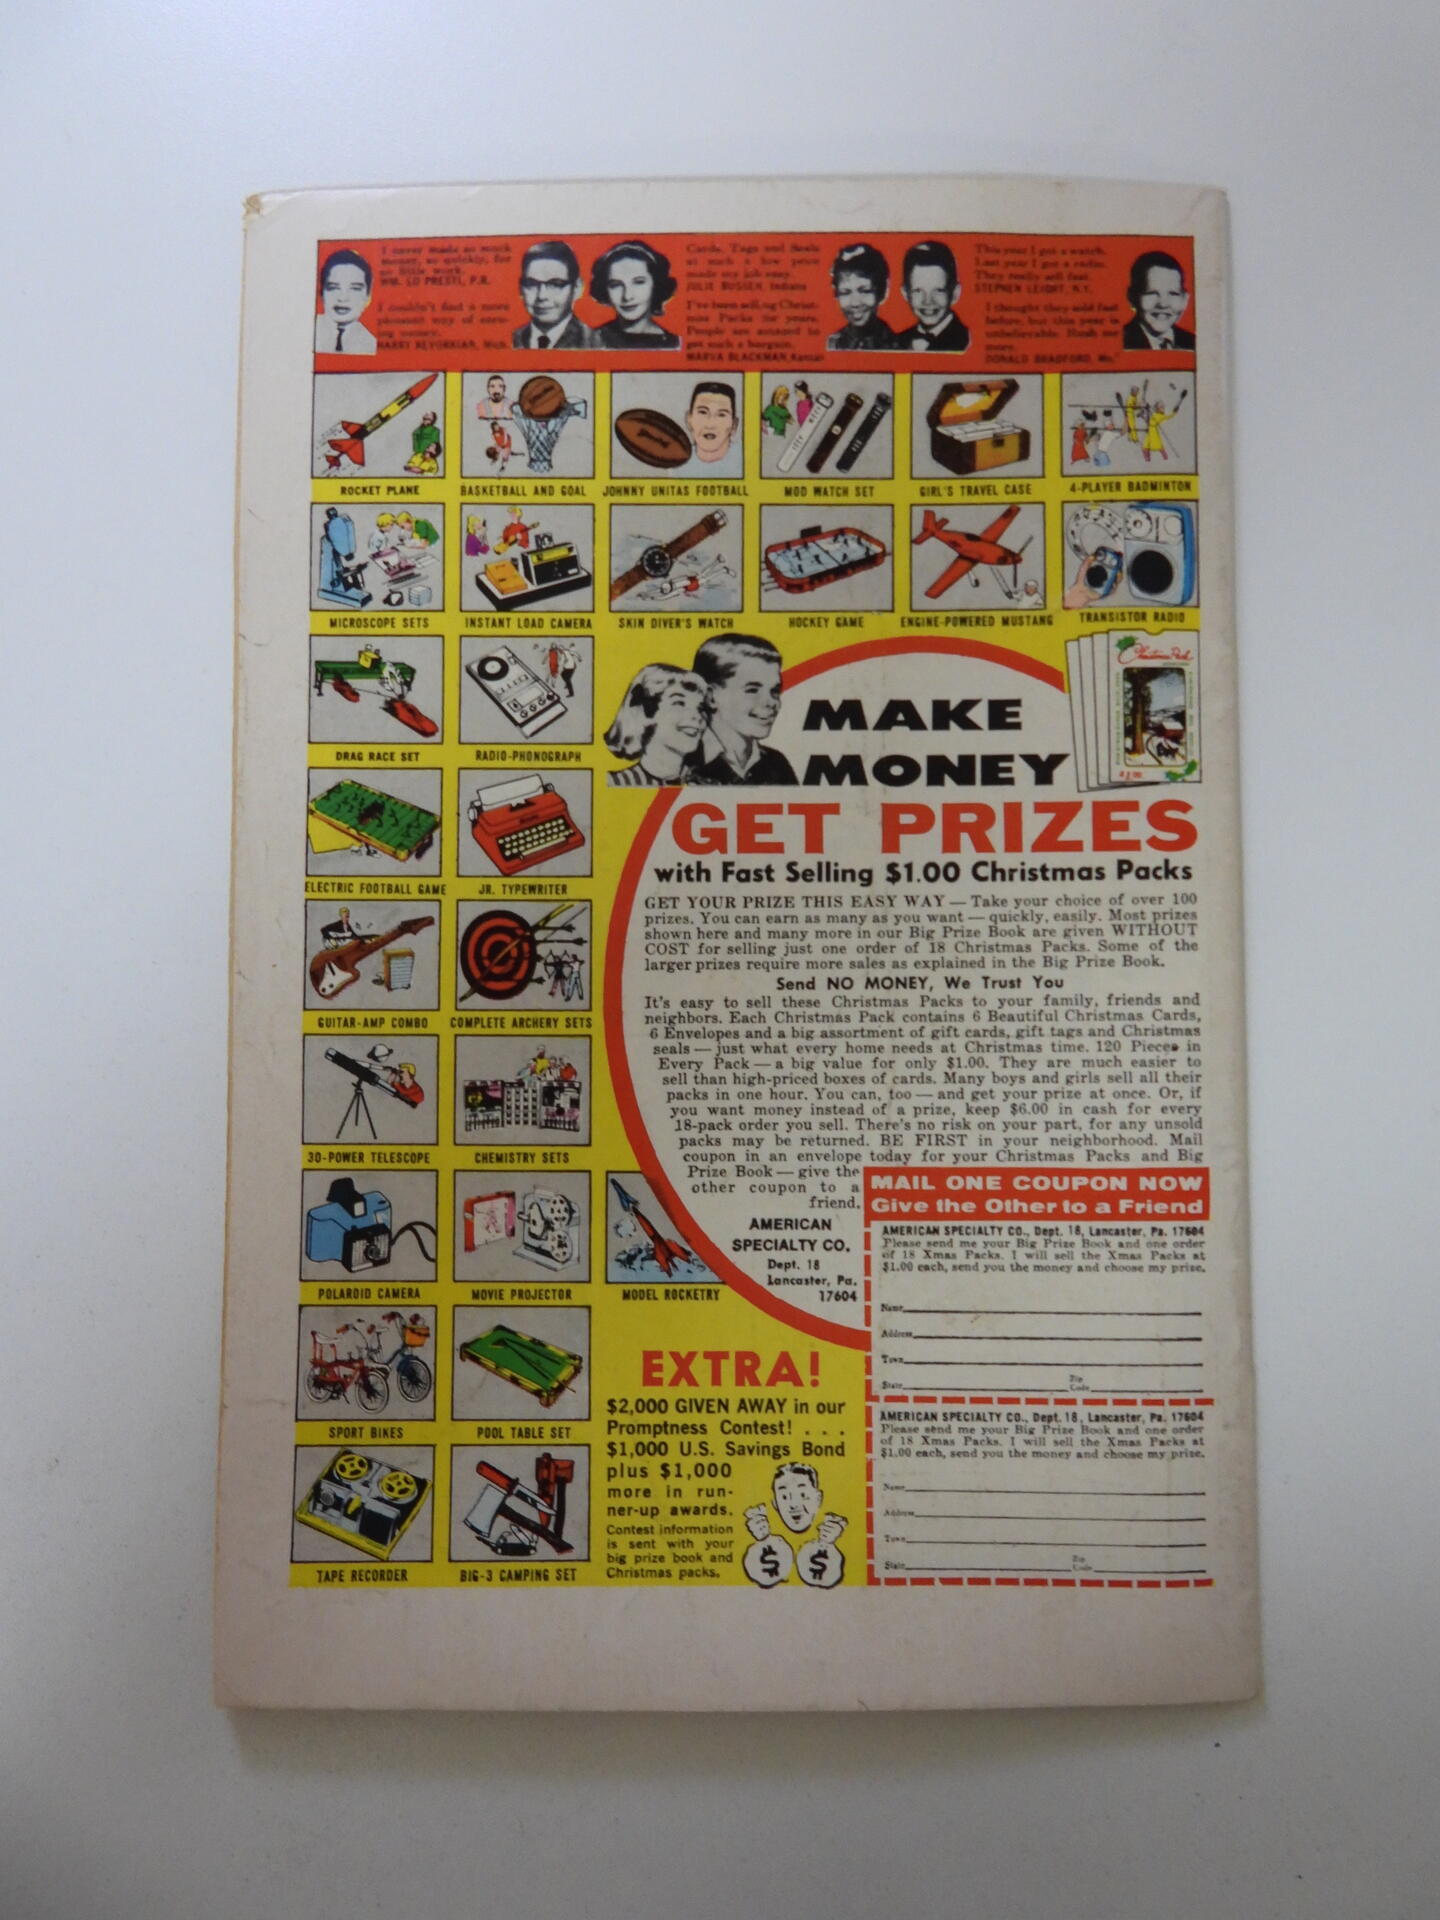 I never made so much
money, so quickly, for
so little work.
WM. LO PRESTI, P.R.
I couldn't find a more
pleasant way of earn-
ing money.
HARRY KEVORKIAN, Mich.
Cards, Tags and Seals
at such a low price
made my job easy.
JULIE BUSSEN, Indiana
I've been selling Christ-
mas Packs for years.
People are amazed to
get such a bargain.
MARVA BLACKMAN, Kansas
This year I got a watch.
Last year I got a radio.
They really sell fast.
STEPHEN LEIGHT, N.Y.
I thought they sold fast
before, but this year is
unbelievable. Rush me
more.
DONALD BRADFORD, Mo.
ROCKET PLANE
BASKETBALL AND GOAL
JOHNNY UNITAS FOOTBALL
MOD WATCH SET
GIRL'S TRAVEL CASE
4-PLAYER BADMINTON
MICROSCOPE SETS
INSTANT LOAD CAMERA
SKIN DIVER'S WATCH
HOCKEY GAME
ENGINE-POWERED MUSTANG
TRANSISTOR RADIO
DRAG RACE SET
RADIO-PHONOGRAPH
ELECTRIC FOOTBALL GAME
JR. TYPEWRITER
GUITAR-AMP COMBO
COMPLETE ARCHERY SETS
30-POWER TELESCOPE
CHEMISTRY SETS
POLAROID CAMERA
MOVIE PROJECTOR
MODEL ROCKETRY
SPORT BIKES
POOL TABLE SET
TAPE RECORDER
BIG-3 CAMPING SET
Christmas Pack
$1.00
MAKE
MONEY
GET PRIZES
with Fast Selling $1.00 Christmas Packs
GET YOUR PRIZE THIS EASY WAY — Take your choice of over 100
prizes. You can earn as many as you want — quickly, easily. Most prizes
shown here and many more in our Big Prize Book are given WITHOUT
COST for selling just one order of 18 Christmas Packs. Some of the
larger prizes require more sales as explained in the Big Prize Book.
Send NO MONEY, We Trust You
It's easy to sell these Christmas Packs to your family, friends and
neighbors. Each Christmas Pack contains 6 Beautiful Christmas Cards,
6 Envelopes and a big assortment of gift cards, gift tags and Christmas
seals — just what every home needs at Christmas time. 120 Pieces in
Every Pack — a big value for only $1.00. They are much easier to
sell than high-priced boxes of cards. Many boys and girls sell all their
packs in one hour. You can, too — and get your prize at once. Or, if
you want money instead of a prize, keep $6.00 in cash for every
18-pack order you sell. There's no risk on your part, for any unsold
packs may be returned. BE FIRST in your neighborhood. Mail
coupon in an envelope today for your Christmas Packs and Big
Prize Book — give the
other coupon to a
friend.
AMERICAN
SPECIALTY CO.
Dept. 18
Lancaster, Pa.
17604
EXTRA!
$2,000 GIVEN AWAY in our
Promptness Contest! . . .
$1,000 U.S. Savings Bond
plus $1,000
more in run-
ner-up awards.
Contest information
is sent with your
big prize book and
Christmas packs.
$ $
MAIL ONE COUPON NOW
Give the Other to a Friend
AMERICAN SPECIALTY CO., Dept. 18, Lancaster, Pa. 17604
Please send me your Big Prize Book and one order
of 18 Xmas Packs. I will sell the Xmas Packs at
$1.00 each, send you the money and choose my prize.
Name
Address
Town
State Zip Code
AMERICAN SPECIALTY CO., Dept. 18, Lancaster, Pa. 17604
Please send me your Big Prize Book and one order
of 18 Xmas Packs. I will sell the Xmas Packs at
$1.00 each, send you the money and choose my prize.
Name
Address
Town
State Zip Code